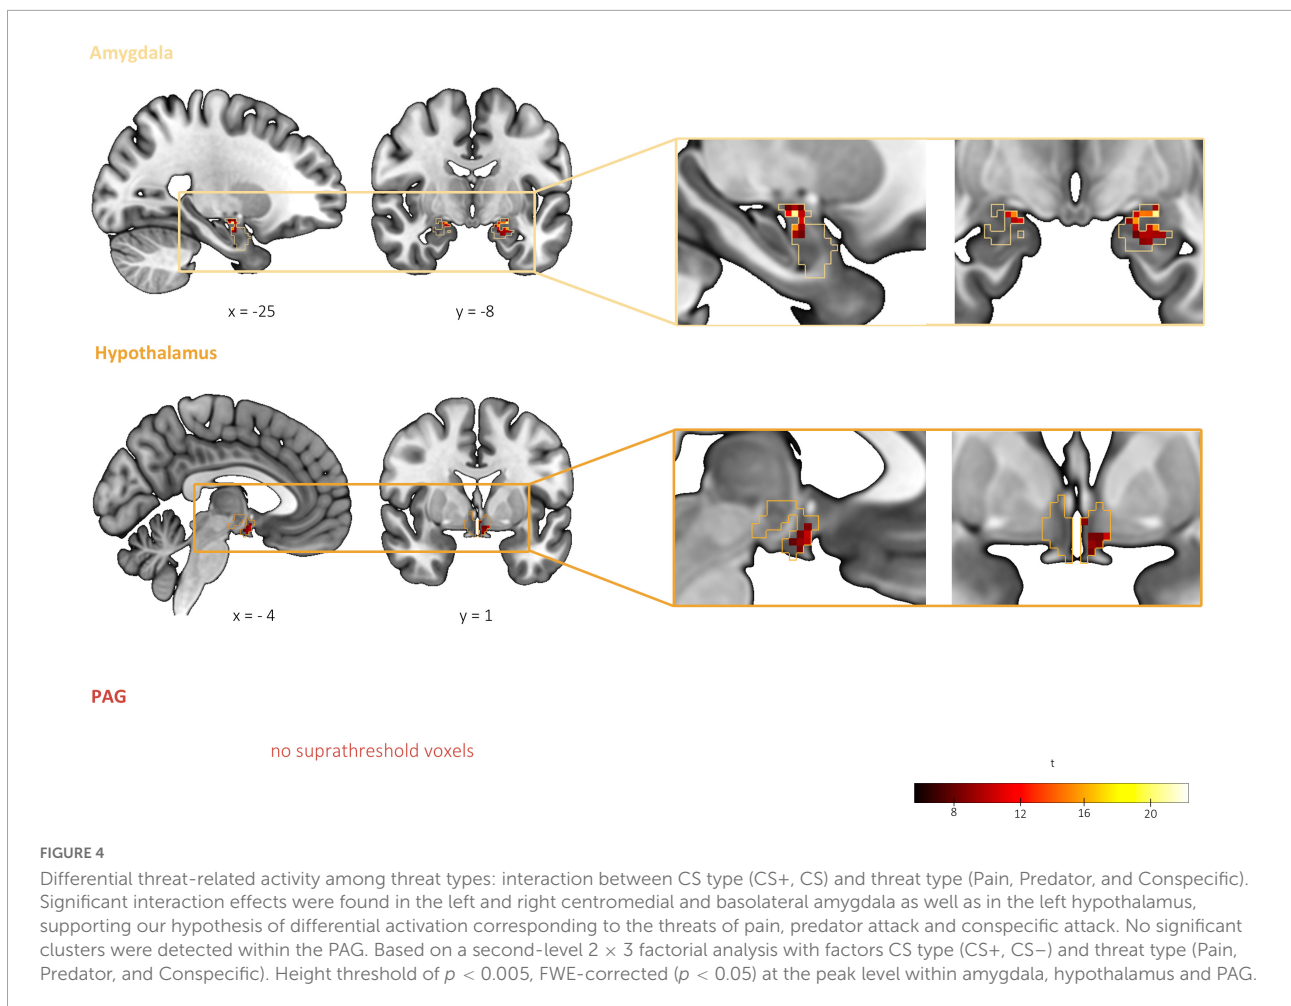 Amygdala
x = -25
y = -8
Hypothalamus
x = - 4
y = 1
PAG
no suprathreshold voxels
t
8 12 16 20
FIGURE 4
Differential threat-related activity among threat types: interaction between CS type (CS+, CS) and threat type (Pain, Predator, and Conspecific).
Significant interaction effects were found in the left and right centromedial and basolateral amygdala as well as in the left hypothalamus,
supporting our hypothesis of differential activation corresponding to the threats of pain, predator attack and conspecific attack. No significant
clusters were detected within the PAG. Based on a second-level 2 × 3 factorial analysis with factors CS type (CS+, CS−) and threat type (Pain,
Predator, and Conspecific). Height threshold of p < 0.005, FWE-corrected (p < 0.05) at the peak level within amygdala, hypothalamus and PAG.